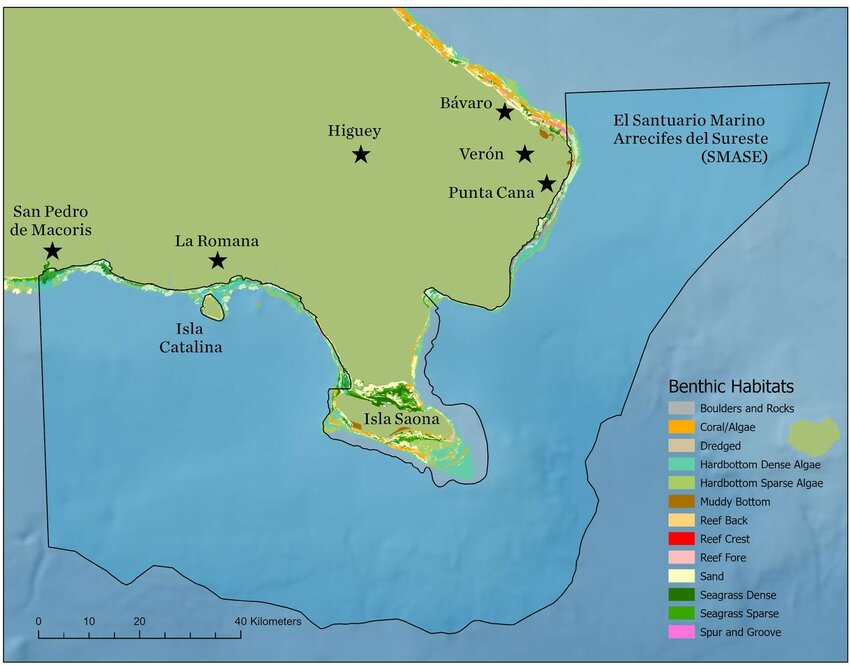 Bávaro
El Santuario Marino
Arrecifes del Sureste
(SMASE)
Higuey
Verón
Punta Cana
San Pedro
de Macoris
La Romana
Isla
Catalina
Isla Saona
Benthic Habitats
Boulders and Rocks
Coral/Algae
Dredged
Hardbottom Dense Algae
Hardbottom Sparse Algae
Muddy Bottom
Reef Back
Reef Crest
Reef Fore
Sand
Seagrass Dense
Seagrass Sparse
Spur and Groove
0 10 20 40 Kilometers